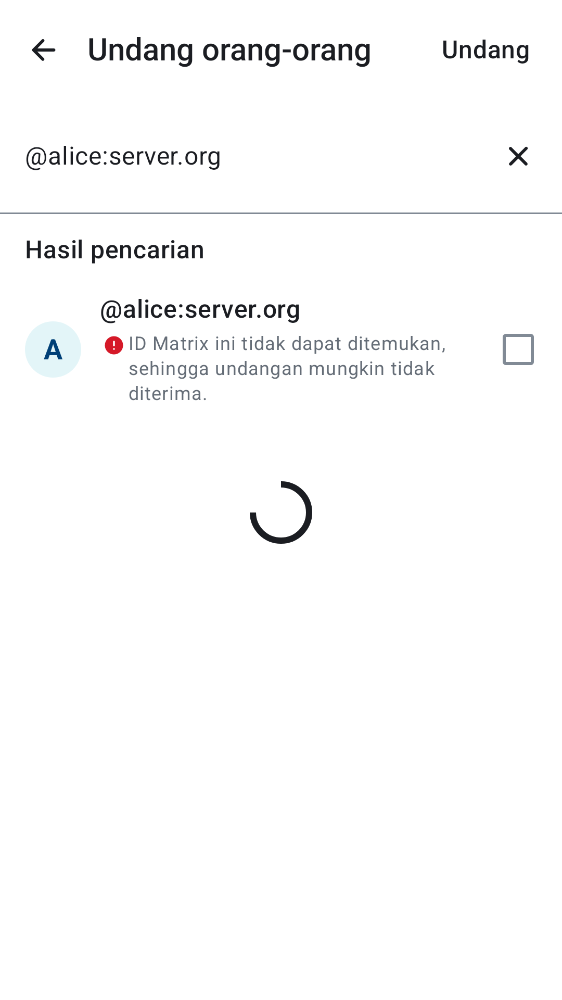 Undang orang-orang
Undang
@alice:server.org
Hasil pencarian
@alice:server.org
A
ID Matrix ini tidak dapat ditemukan,
sehingga undangan mungkin tidak
diterima.